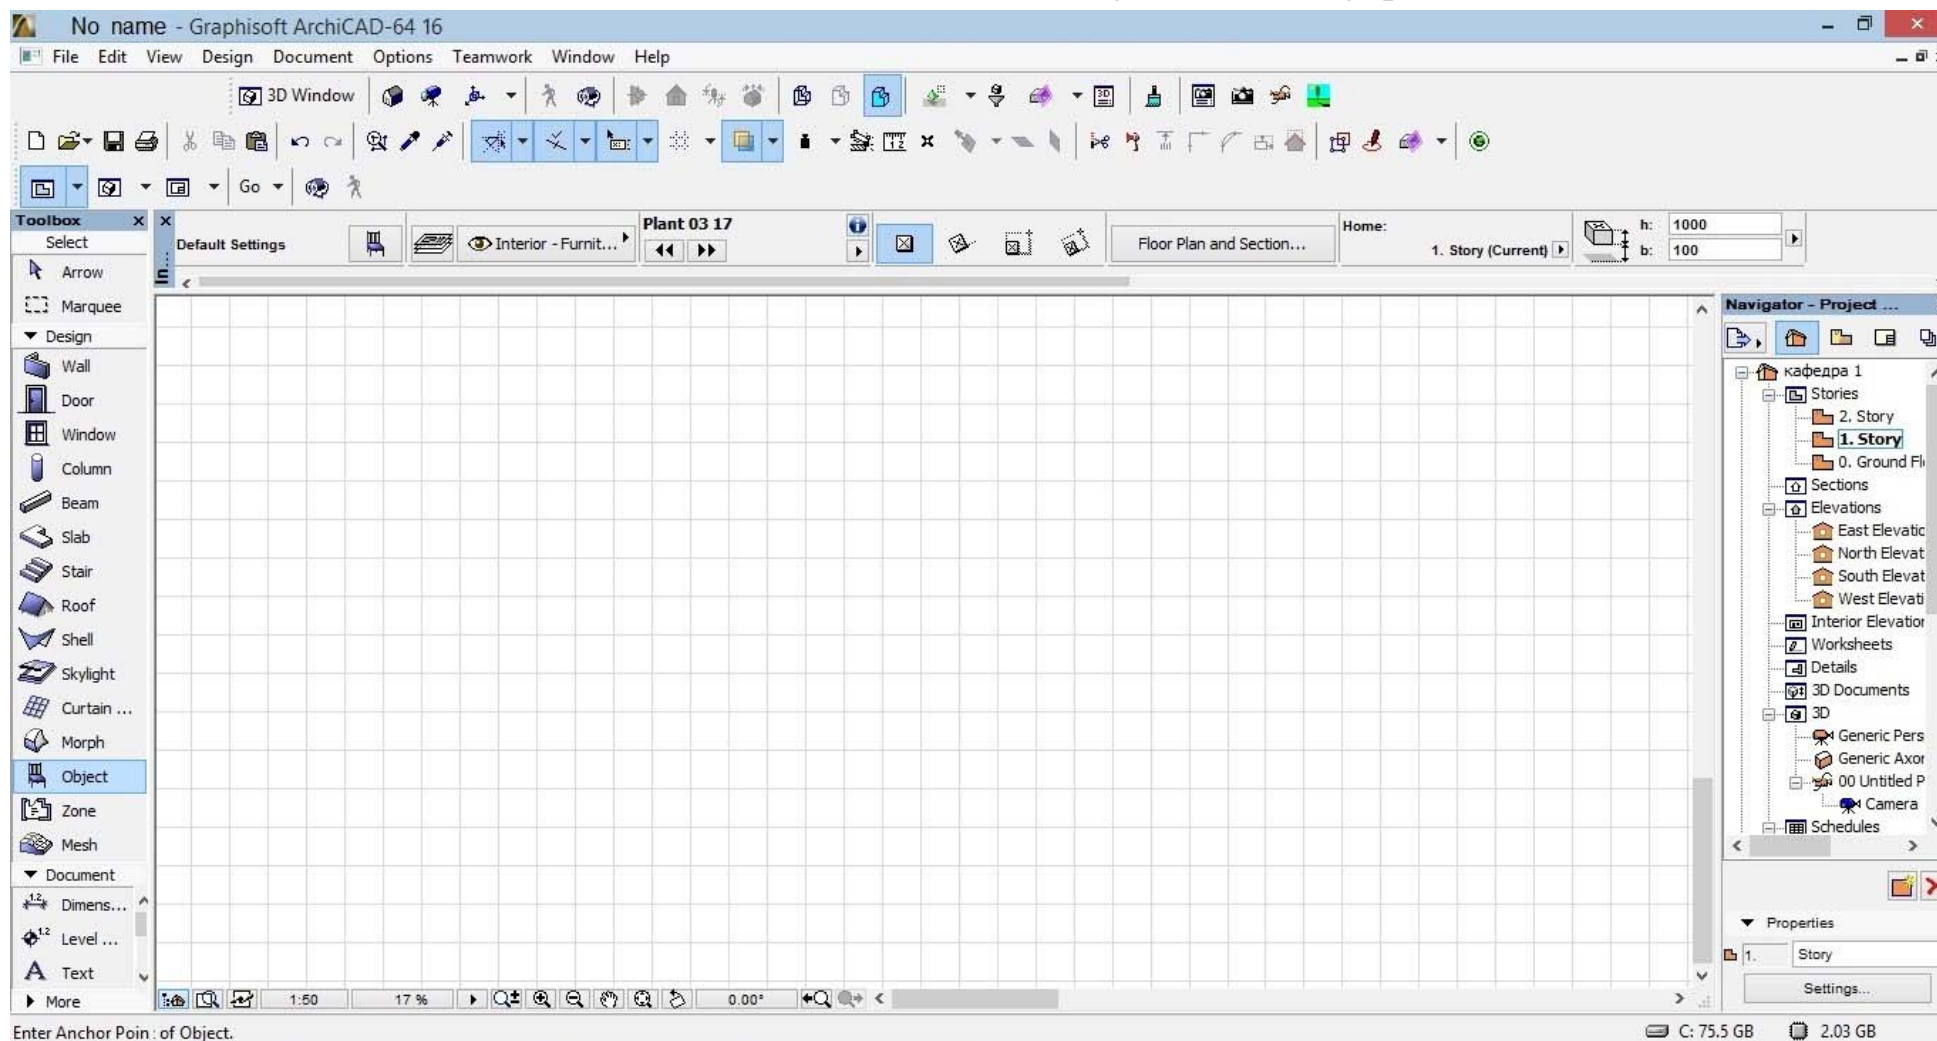 No name - Graphisoft ArchiCAD-64 16
File Edit View Design Document Options Teamwork Window Help
3D Window
Go
Toolbox
Select
Arrow
Marquee
Design
Wall
Door
Window
Column
Beam
Slab
Stair
Roof
Shell
Skylight
Curtain ...
Morph
Object
Zone
Mesh
Document
Dimens...
Level ...
Text
More
Default Settings
Interior - Furnit...
Plant 03 17
Floor Plan and Section...
Home:
1. Story (Current)
h: 1000
b: 100
Navigator - Project ...
кафедра 1
Stories
2. Story
1. Story
0. Ground Fl
Sections
Elevations
East Elevatic
North Elevat
South Elevat
West Elevati
Interior Elevatior
Worksheets
Details
3D Documents
3D
Generic Pers
Generic Axor
00 Untitled P
Camera
Schedules
Properties
1. Story
Settings...
1:50 17 % 0.00°
Enter Anchor Poin : of Object.
C: 75.5 GB 2.03 GB